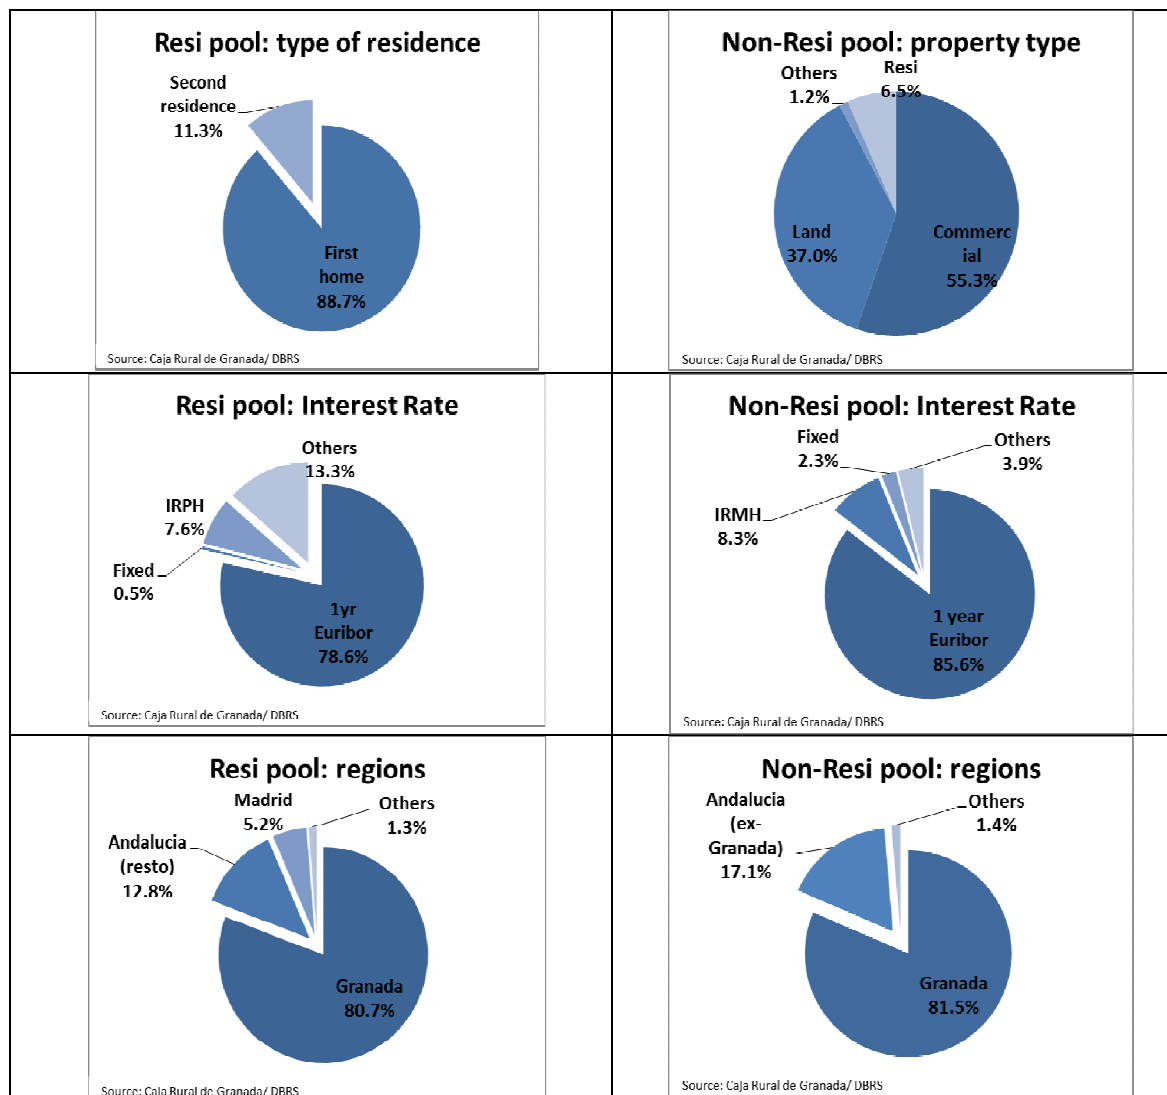 Resi pool: type of residence
Second
residence
11.3%
First
home
88.7%
Source: Caja Rural de Granada/ DBRS
Non-Resi pool: property type
Others
1.2%
Resi
6.5%
Land
37.0%
Commerc
ial
55.3%
Source: Caja Rural de Granada/ DBRS
Resi pool: Interest Rate
Others
13.3%
IRPH
7.6%
Fixed
0.5%
1yr
Euribor
78.6%
Source: Caja Rural de Granada/ DBRS
Non-Resi pool: Interest Rate
Fixed
2.3%
Others
3.9%
IRMH
8.3%
1 year
Euribor
85.6%
Source: Caja Rural de Granada/ DBRS
Resi pool: regions
Madrid
5.2%
Others
1.3%
Andalucia
(resto)
12.8%
Granada
80.7%
Source: Caja Rural de Granada/ DBRS
Non-Resi pool: regions
Andalucia
(ex-
Granada)
17.1%
Others
1.4%
Granada
81.5%
Source: Caja Rural de Granada/ DBRS